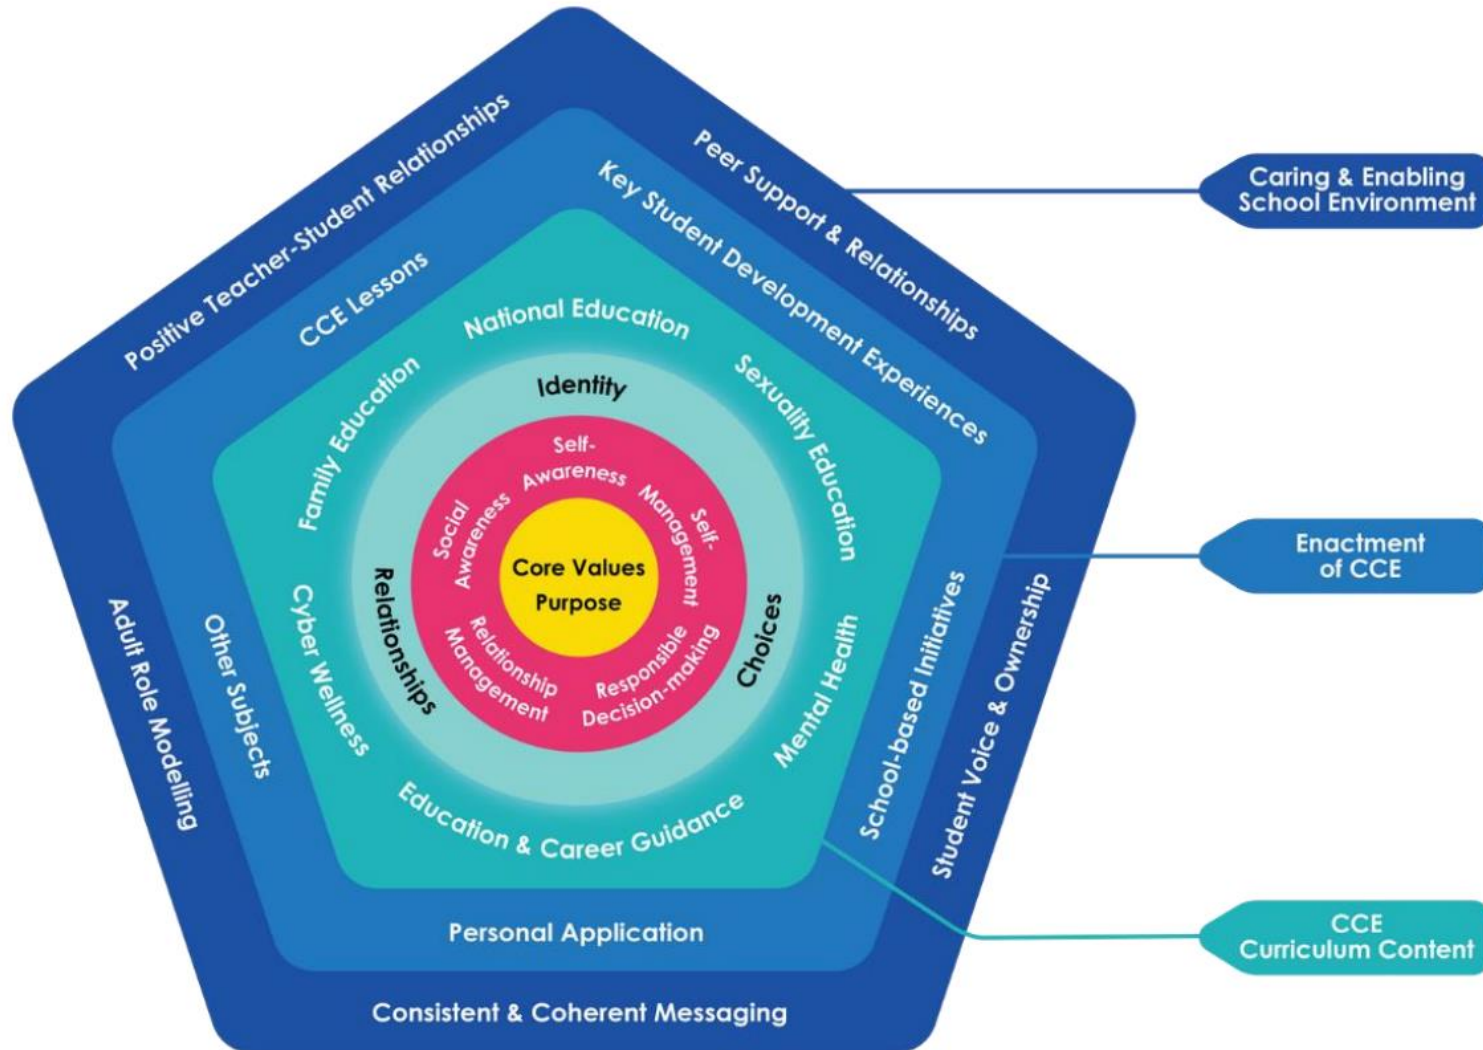 Positive Teacher-Student Relationships
Peer Support & Relationships
Student Voice & Ownership
Consistent & Coherent Messaging
Adult Role Modelling
CCE Lessons
Key Student Development Experiences
School-based Initiatives
Personal Application
Other Subjects
National Education
Sexuality Education
Mental Health
Education & Career Guidance
Cyber Wellness
Family Education
Identity
Choices
Relationships
Self-
Awareness
Self-
Management
Responsible
Decision-making
Relationship
Management
Social
Awareness
Core Values
Purpose
Caring & Enabling
School Environment
Enactment
of CCE
CCE
Curriculum Content